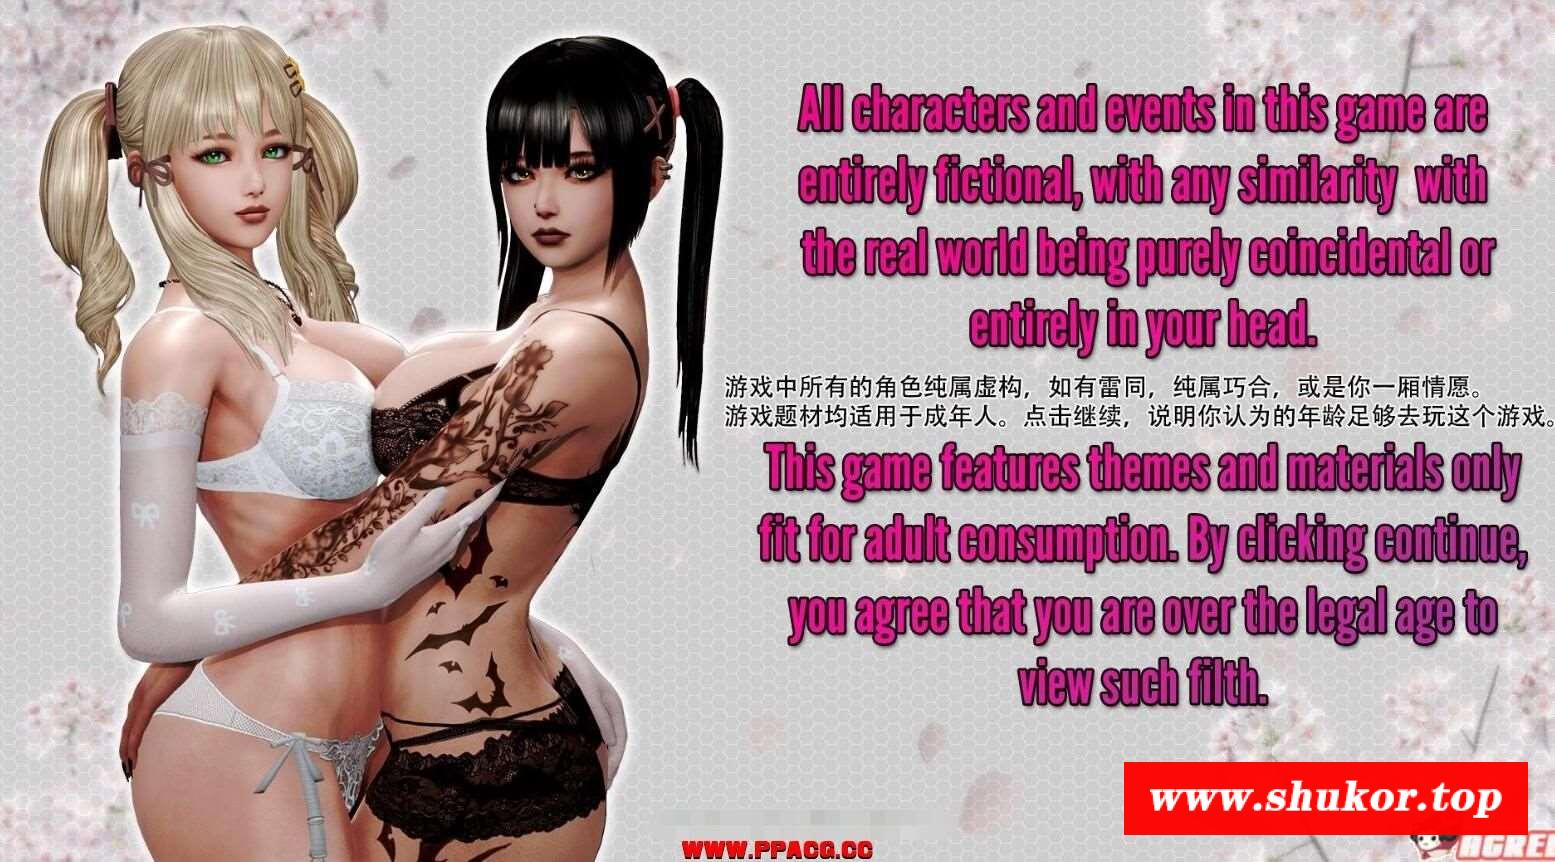 All characters and events in this game are
entirely fictional, with any similarity with
the real world being purely coincidental or
entirely in your head.
游戏中所有的角色纯属虚构，如有雷同，纯属巧合，或是你一厢情愿。
游戏题材均适用于成年人。点击继续，说明你认为的年龄足够去玩这个游戏。
This game features themes and materials only
fit for adult consumption. By clicking continue,
you agree that you are over the legal age to
view such filth.
www.shukor.top
WWW.PPACG.CC